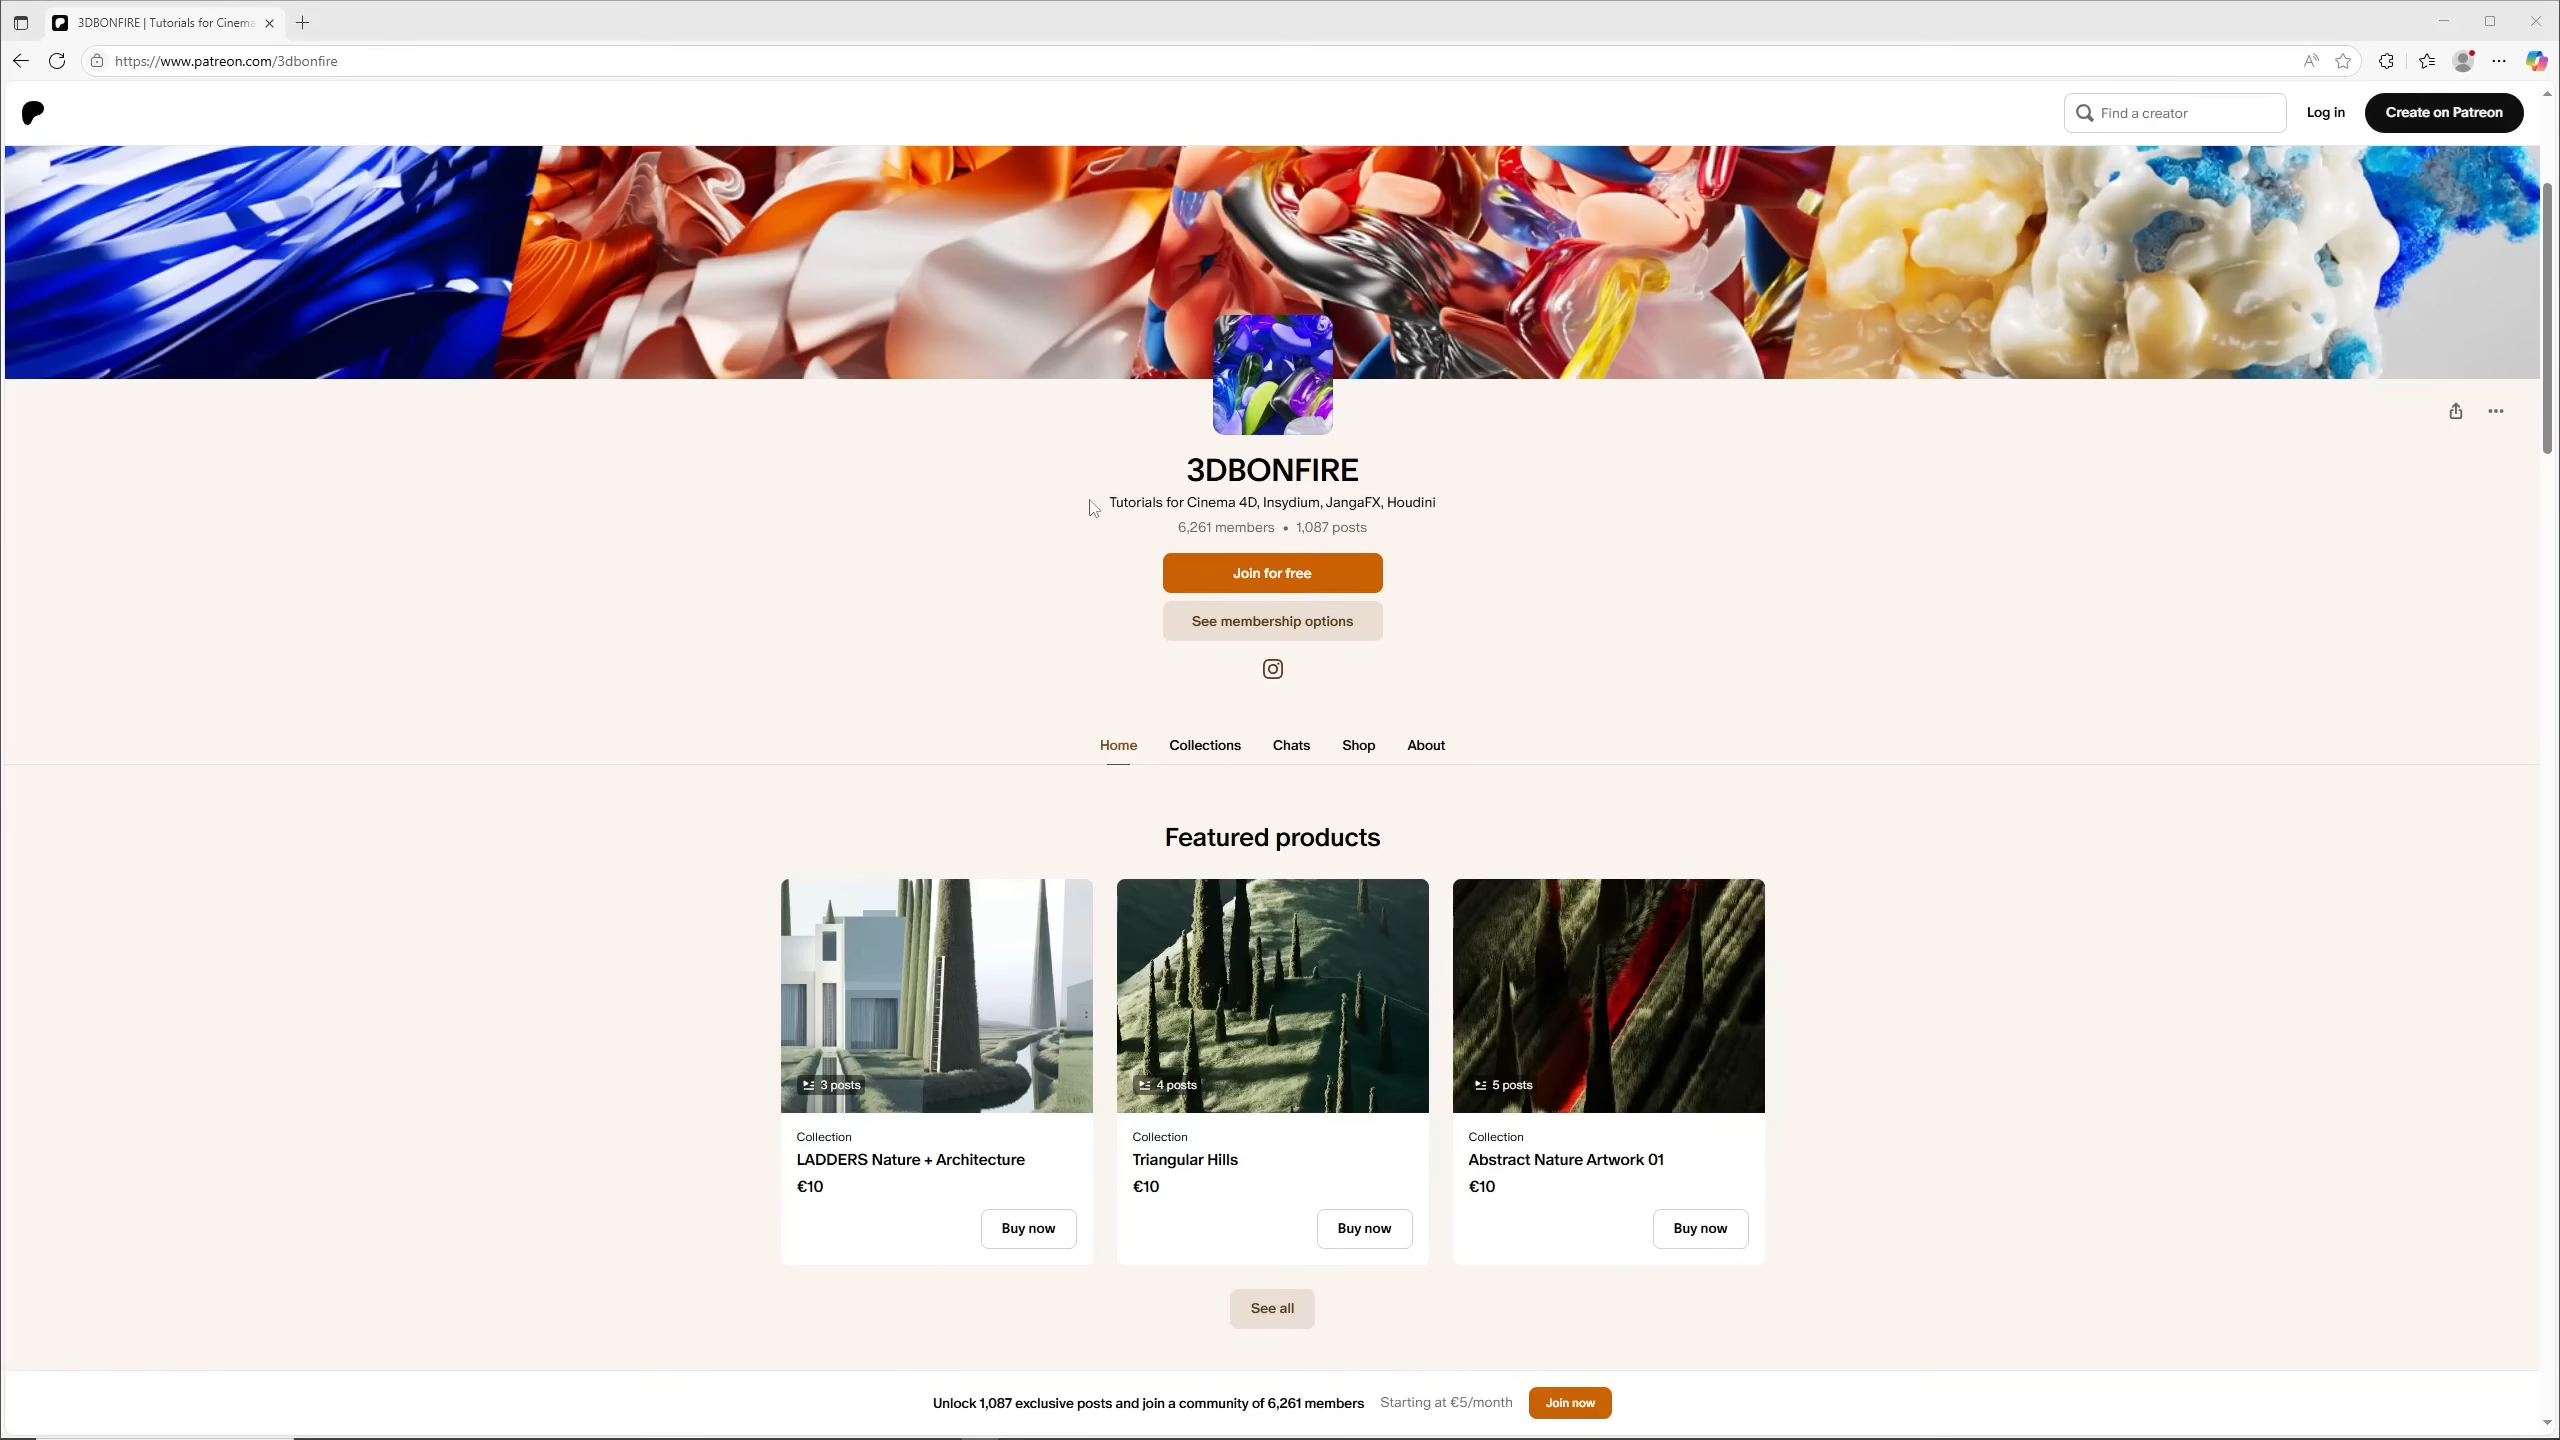 3DBONFIRE | Tutorials for Cinema
https://www.patreon.com/3dbonfire
Find a creator
Log in
Create on Patreon
3DBONFIRE
Tutorials for Cinema 4D, Insydium, JangaFX, Houdini
6,261 members • 1,087 posts
Join for free
See membership options
Home Collections Chats Shop About
Featured products
3 posts
Collection
LADDERS Nature + Architecture
€10
Buy now
4 posts
Collection
Triangular Hills
€10
Buy now
5 posts
Collection
Abstract Nature Artwork 01
€10
Buy now
See all
Unlock 1,087 exclusive posts and join a community of 6,261 members Starting at €5/month Join now